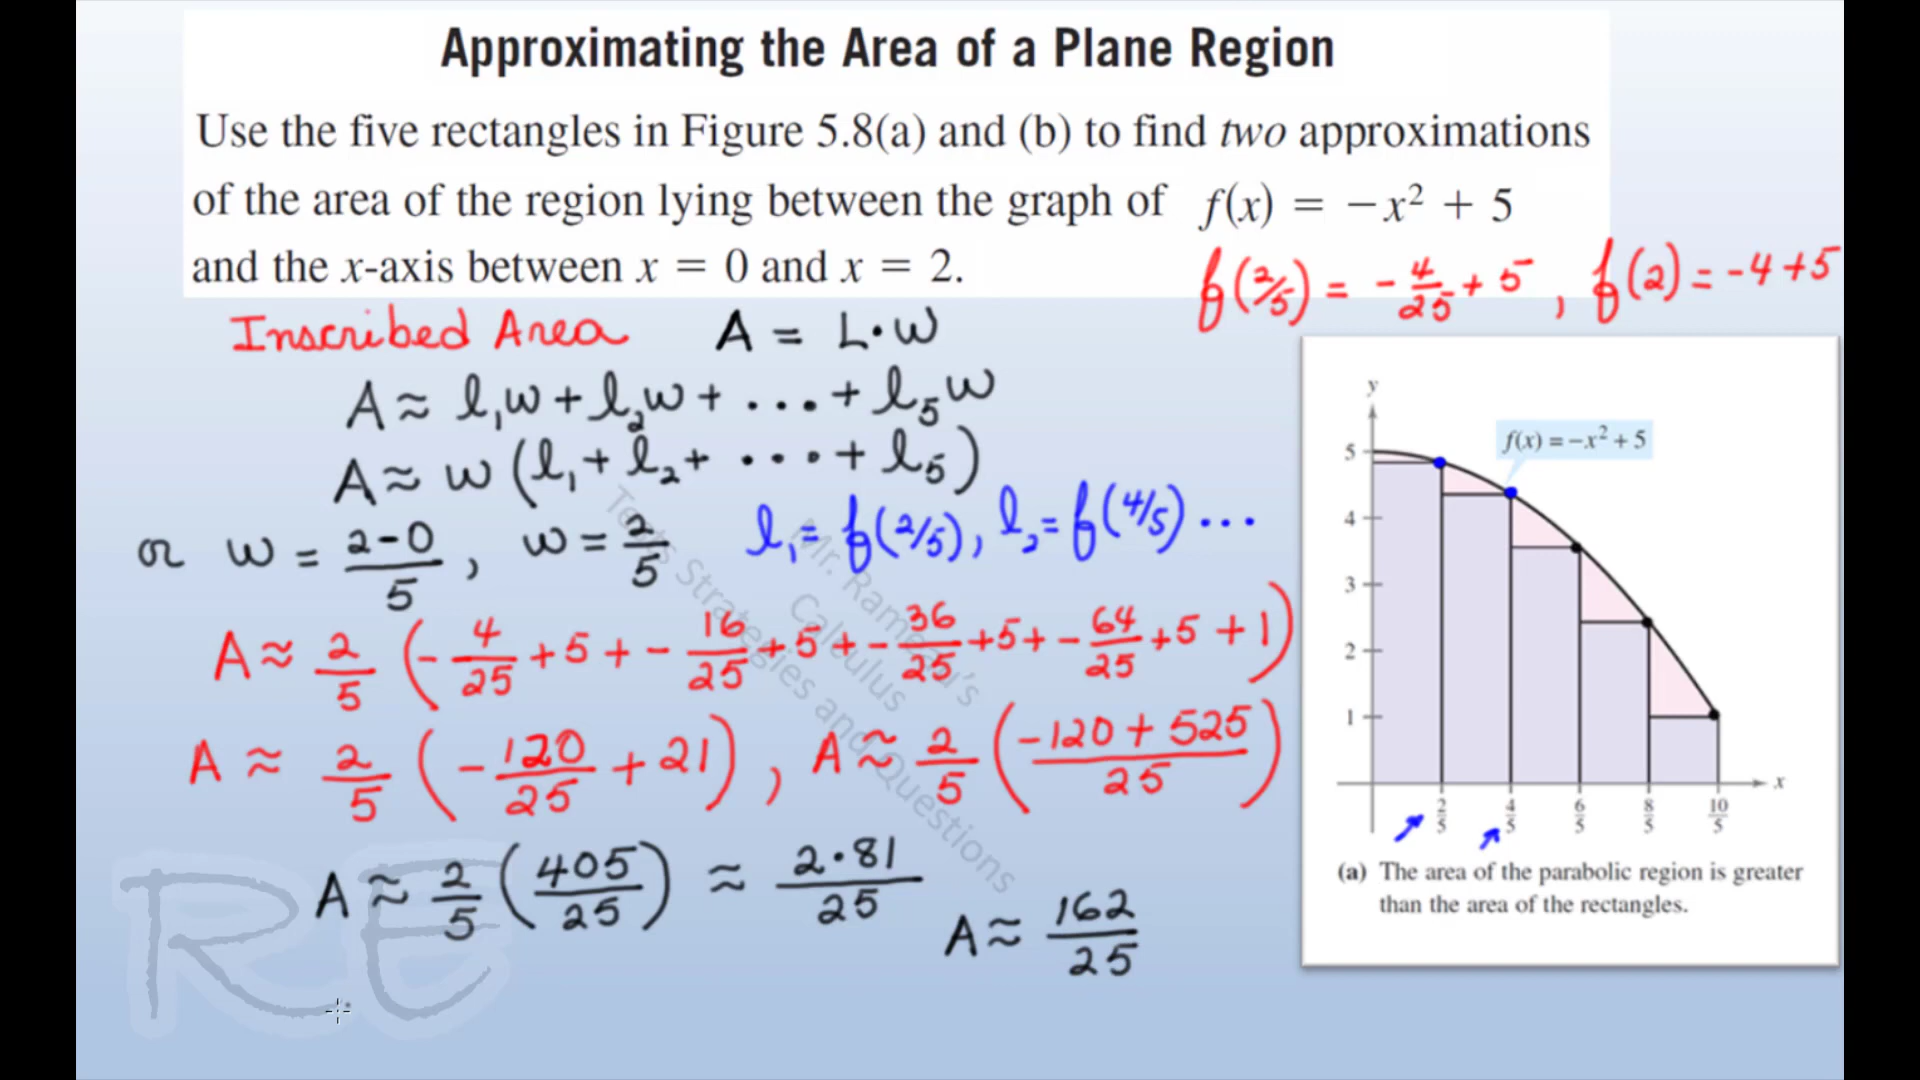 Approximating the Area of a Plane Region
Use the five rectangles in Figure 5.8(a) and (b) to find two approximations
of the area of the region lying between the graph of f(x) = −x² + 5
and the x-axis between x = 0 and x = 2.
f(2/5) = -4/25 + 5 , f(2) = -4+5
Inscribed Area A = L·w
A ≈ l₁w + l₂w + ... + l₅w
A ≈ w (l₁ + l₂ + ... + l₅)
or w = 2-0/5 , w = 2/5 l₁ = f(2/5), l₂ = f(4/5) ...
A ≈ 2/5 (-4/25 + 5 + -16/25 + 5 + -36/25 + 5 + -64/25 + 5 + 1)
A ≈ 2/5 (-120/25 + 21) , A ≈ 2/5 (-120 + 525/25)
A ≈ 2/5 (405/25) ≈ 2·81/25 A ≈ 162/25
y
f(x) = −x² + 5
5
4
3
2
1
x
2/5 4/5 6/5 8/5 10/5
(a) The area of the parabolic region is greater
than the area of the rectangles.
Mr. Rameau's
Calculus
Tests Strategies and Questions
RE